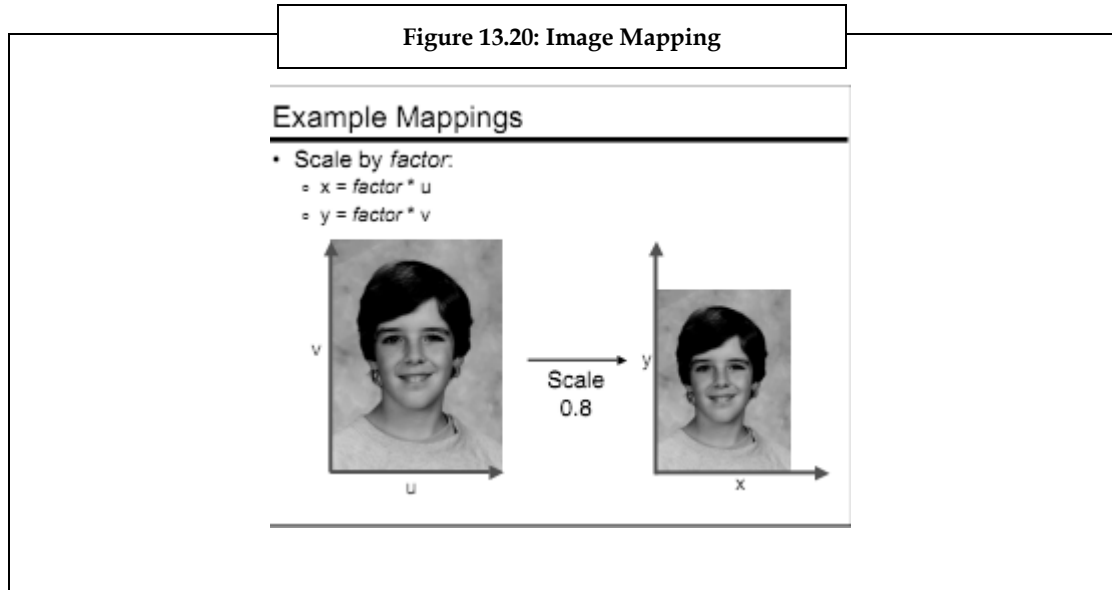 Figure 13.20: Image Mapping
Example Mappings
• Scale by factor:
∘ x = factor * u
∘ y = factor * v
v
u
Scale
0.8
y
x